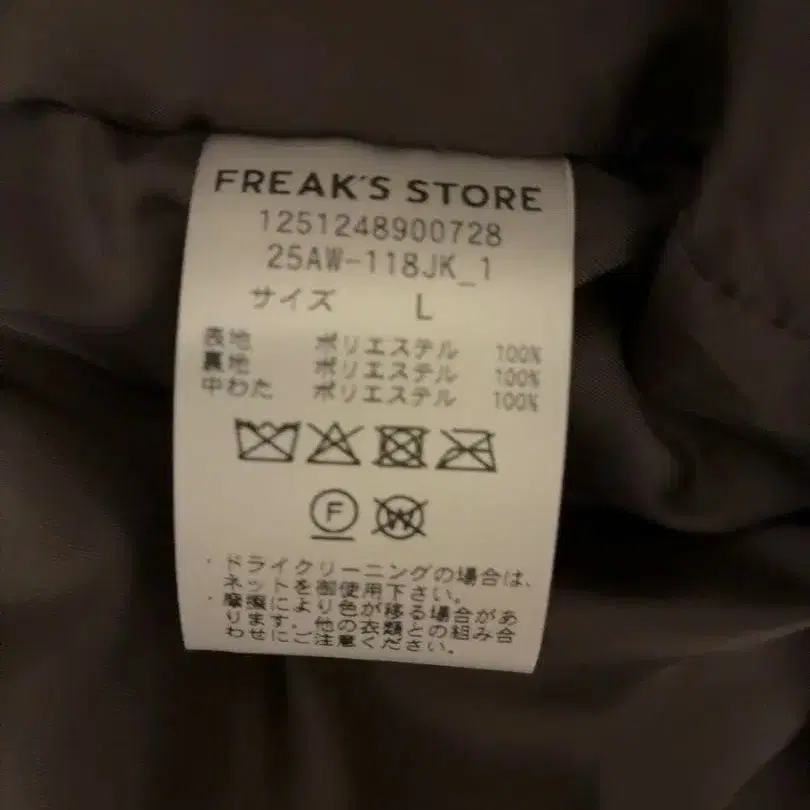 FREAK'S STORE
1251248900728
25AW-118JK_1
サイズ L
表地 ポリエステル 100%
裏地 ポリエステル 100%
中わた ポリエステル 100%
F W
・ドライクリーニングの場合は、
ネットを御使用下さい。
・摩擦により色が移る場合があ
ります。他の衣類との組み合
わせにご注意ください。